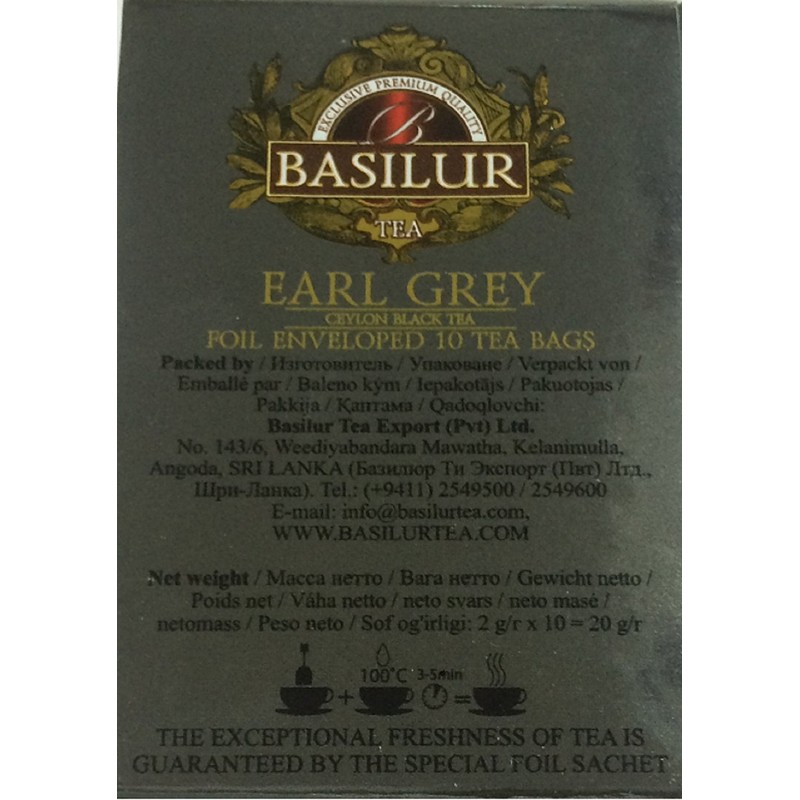 EXCLUSIVE PREMIUM QUALITY
B
BASILUR
TEA
EARL GREY
CEYLON BLACK TEA
FOIL ENVELOPED 10 TEA BAGS
Packed by / Изготовитель / Упаковане / Verpackt von /
Emballé par / Baleno kým / Iepakotājs / Pakuotojas /
Pakkija / Қаптама / Qadoqlovchi:
Basilur Tea Export (Pvt) Ltd.
No. 143/6, Weediyabandara Mawatha, Kelanimulla,
Angoda, SRI LANKA (Базилюр Ти Экспорт (Пвт) Лтд.,
Шри-Ланка). Tel.: (+9411) 2549500 / 2549600
E-mail: info@basilurtea.com,
WWW.BASILURTEA.COM
Net weight / Масса нетто / Вага нетто / Gewicht netto /
Poids net / Váha netto / neto svars / neto masė /
netomass / Peso neto / Sof og'irligi: 2 g/r x 10 = 20 g/r
100°C 3-5min
+ =
THE EXCEPTIONAL FRESHNESS OF TEA IS
GUARANTEED BY THE SPECIAL FOIL SACHET